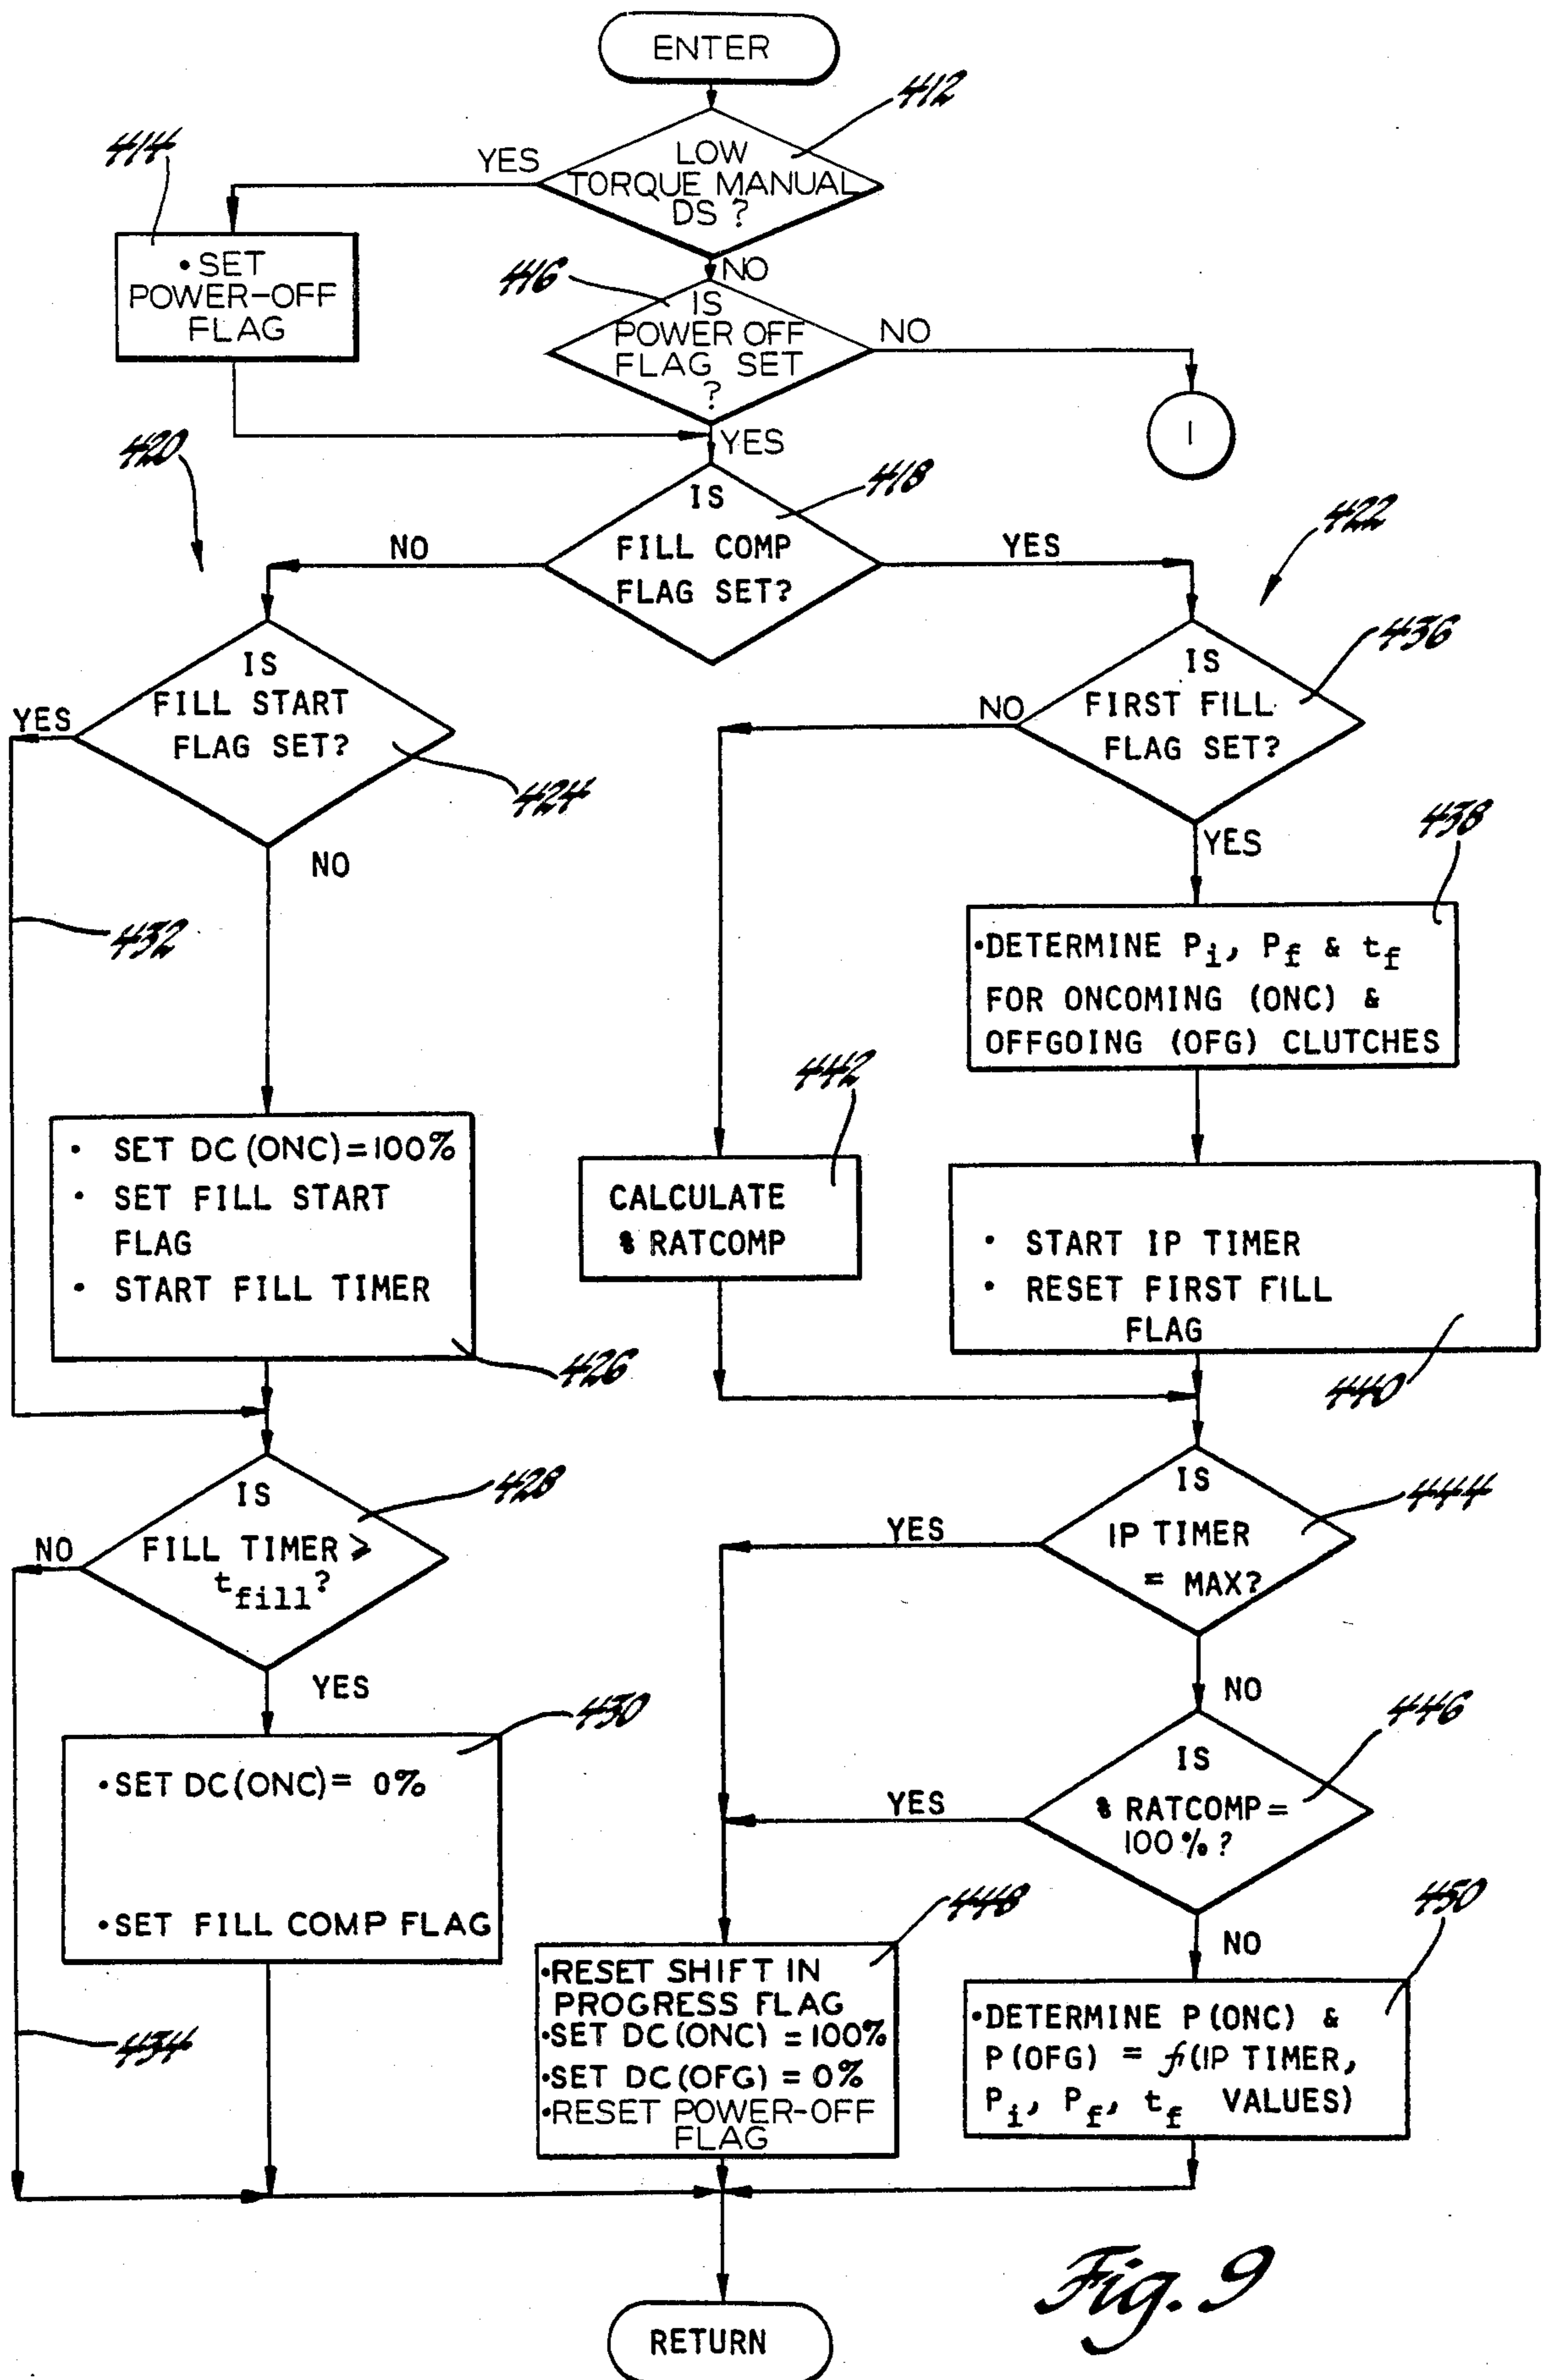 ENTER
412
LOW
TORQUE MANUAL
DS ?
YES
414
• SET
POWER-OFF
FLAG
NO
416
IS
POWER OFF
FLAG SET
?
NO
1
YES
420
418
IS
FILL COMP
FLAG SET?
NO
YES
422
IS
FILL START
FLAG SET?
YES
424
NO
432
436
IS
FIRST FILL
FLAG SET?
NO
YES
438
•DETERMINE Pi, Pf & tf
FOR ONCOMING (ONC) &
OFFGOING (OFG) CLUTCHES
442
CALCULATE
% RATCOMP
• SET DC (ONC)=100%
• SET FILL START
FLAG
• START FILL TIMER
426
• START IP TIMER
• RESET FIRST FILL
FLAG
440
428
IS
FILL TIMER ≥
tfill?
NO
YES
444
IS
IP TIMER
= MAX?
YES
NO
430
•SET DC(ONC)= 0%
•SET FILL COMP FLAG
434
446
IS
% RATCOMP=
100%?
YES
NO
448
•RESET SHIFT IN
PROGRESS FLAG
•SET DC(ONC) =100%
•SET DC(OFG) = 0%
•RESET POWER-OFF
FLAG
450
•DETERMINE P(ONC) &
P(OFG) = f(IP TIMER,
Pi, Pf, tf VALUES)
RETURN
Fig. 9